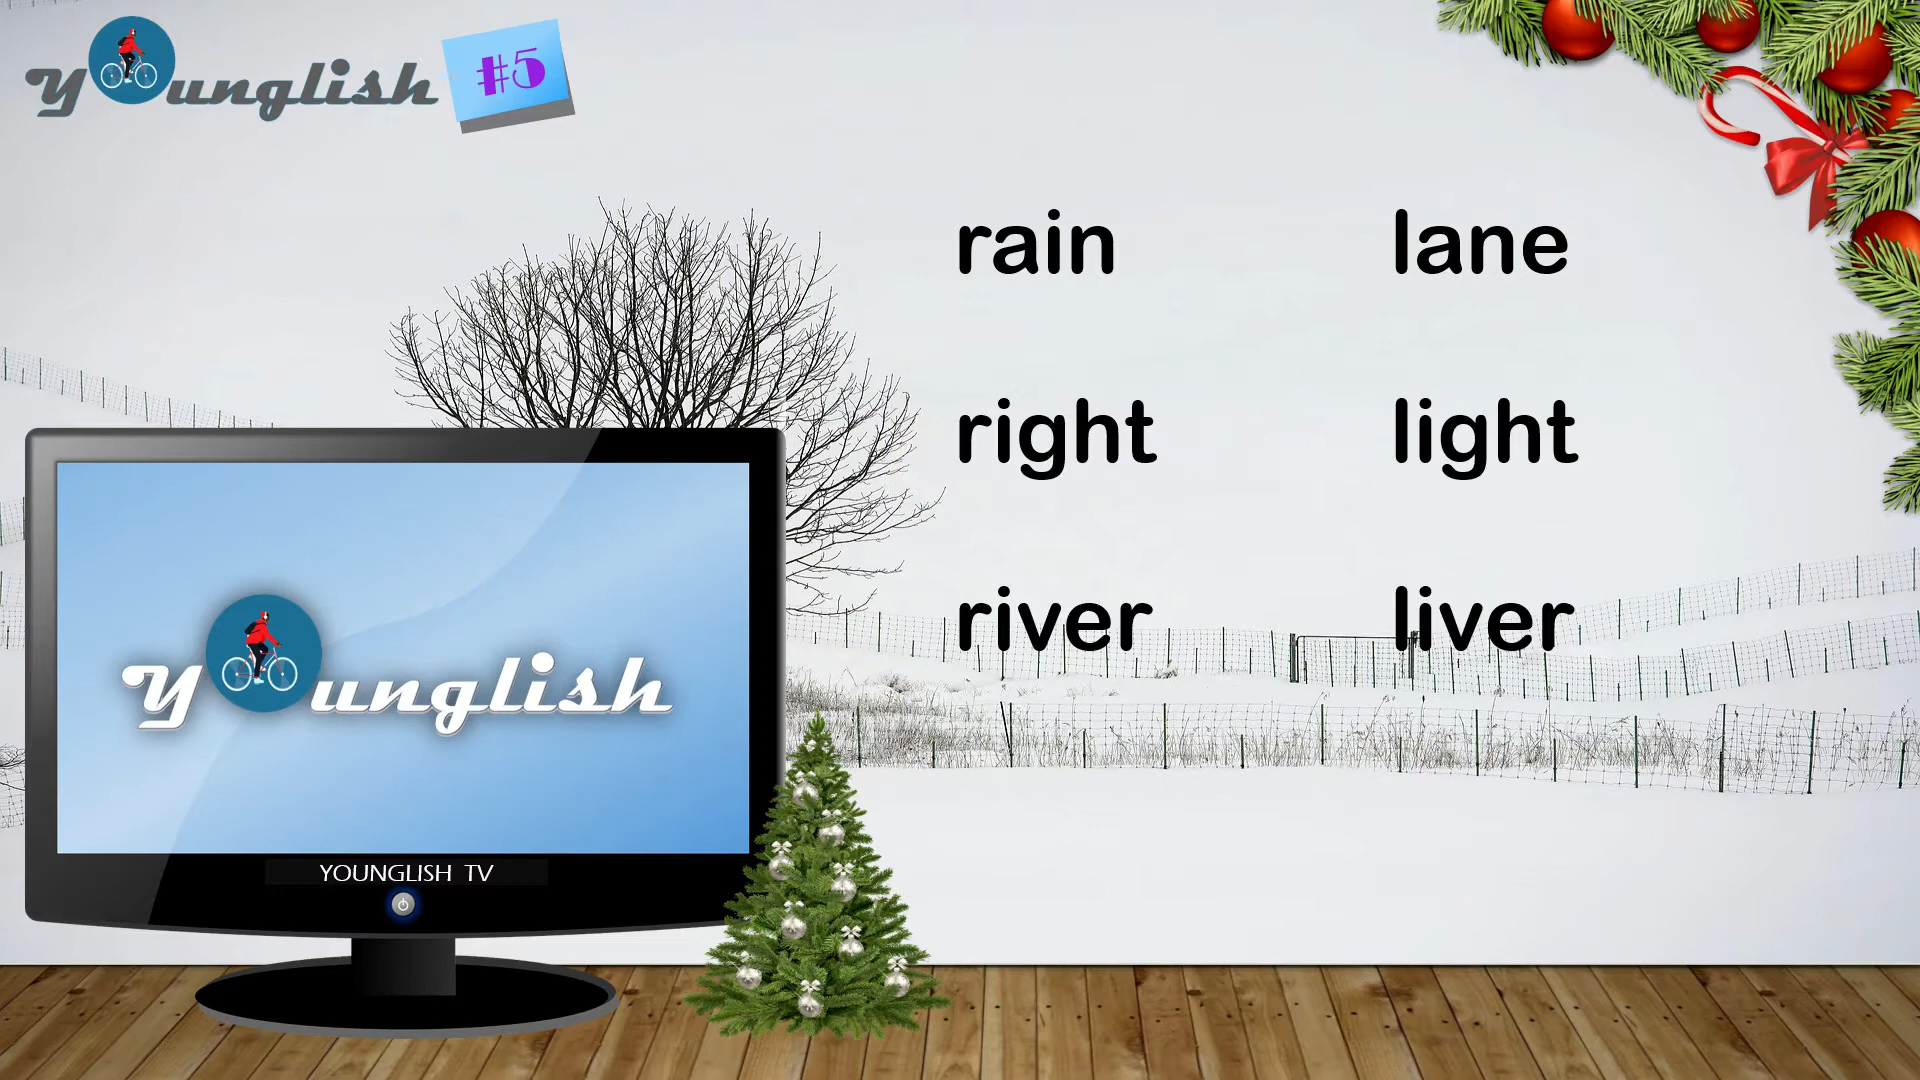 Younglish #5
rain lane
right light
river liver
Younglish
YOUNGLISH TV